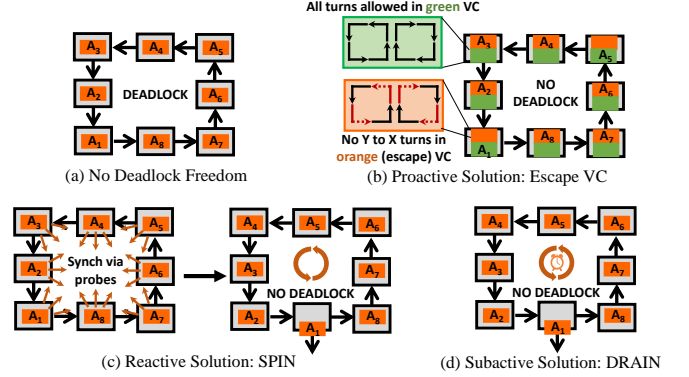 A3 A4 A5
A2 DEADLOCK A6
A1 A8 A7
(a) No Deadlock Freedom
All turns allowed in green VC
A3 A4 A5
A2 NO A6
DEADLOCK
No Y to X turns in
orange (escape) VC
A1 A8 A7
(b) Proactive Solution: Escape VC
A3 A4 A5
A2 Synch via A6
probes
A1 A8 A7
A4 A5 A6
A3 A7
NO DEADLOCK
A2 A1 A8
(c) Reactive Solution: SPIN
A4 A5 A6
A3 A7
NO DEADLOCK
A2 A1 A8
(d) Subactive Solution: DRAIN